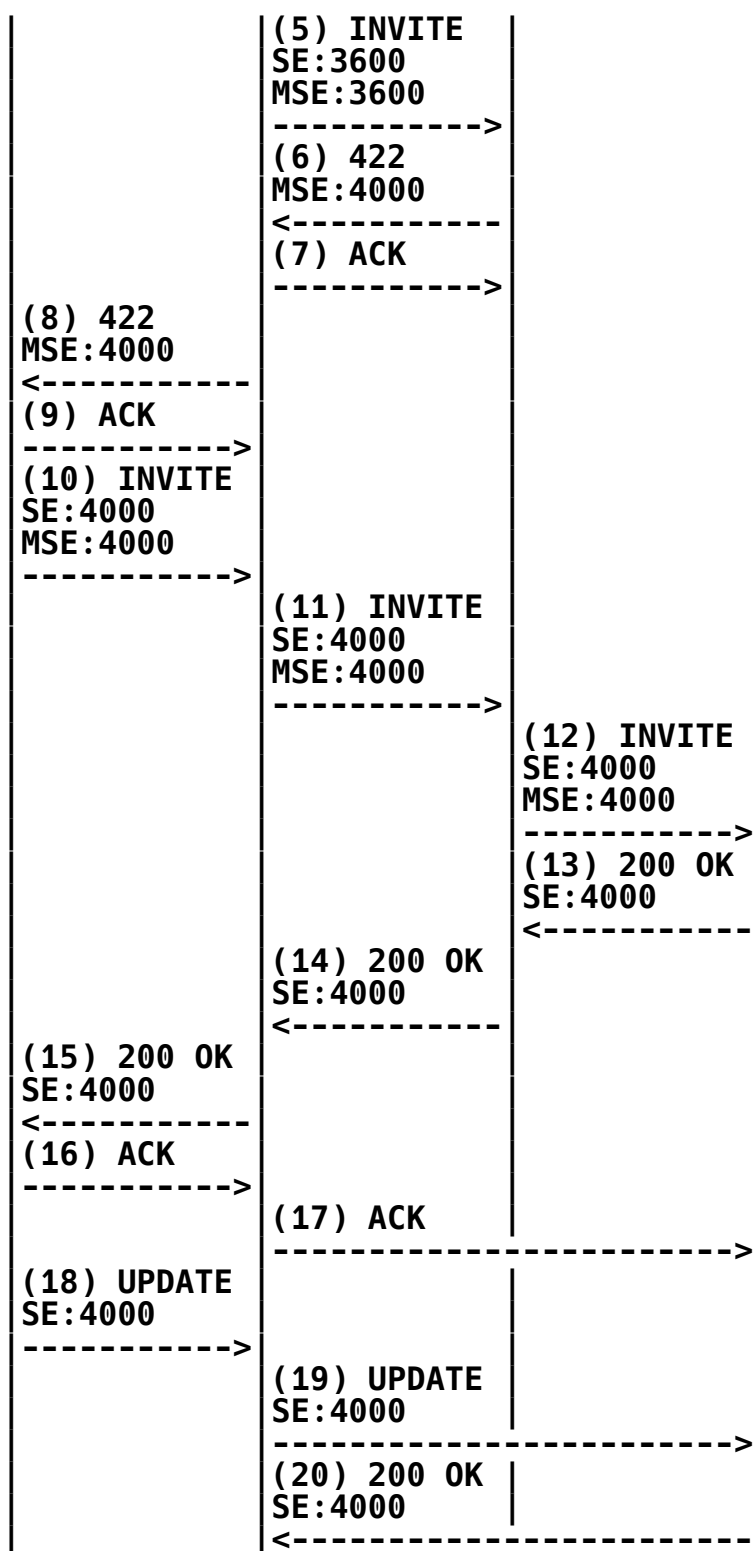 (5) INVITE
SE:3600
MSE:3600
----------->
(6) 422
MSE:4000
<-----------
(7) ACK
----------->
(8) 422
MSE:4000
<-----------
(9) ACK
----------->
(10) INVITE
SE:4000
MSE:4000
----------->
(11) INVITE
SE:4000
MSE:4000
----------->
(12) INVITE
SE:4000
MSE:4000
----------->
(13) 200 OK
SE:4000
<-----------
(14) 200 OK
SE:4000
<-----------
(15) 200 OK
SE:4000
<-----------
(16) ACK
----------->
(17) ACK
------------------------>
(18) UPDATE
SE:4000
----------->
(19) UPDATE
SE:4000
------------------------>
(20) 200 OK
SE:4000
<------------------------